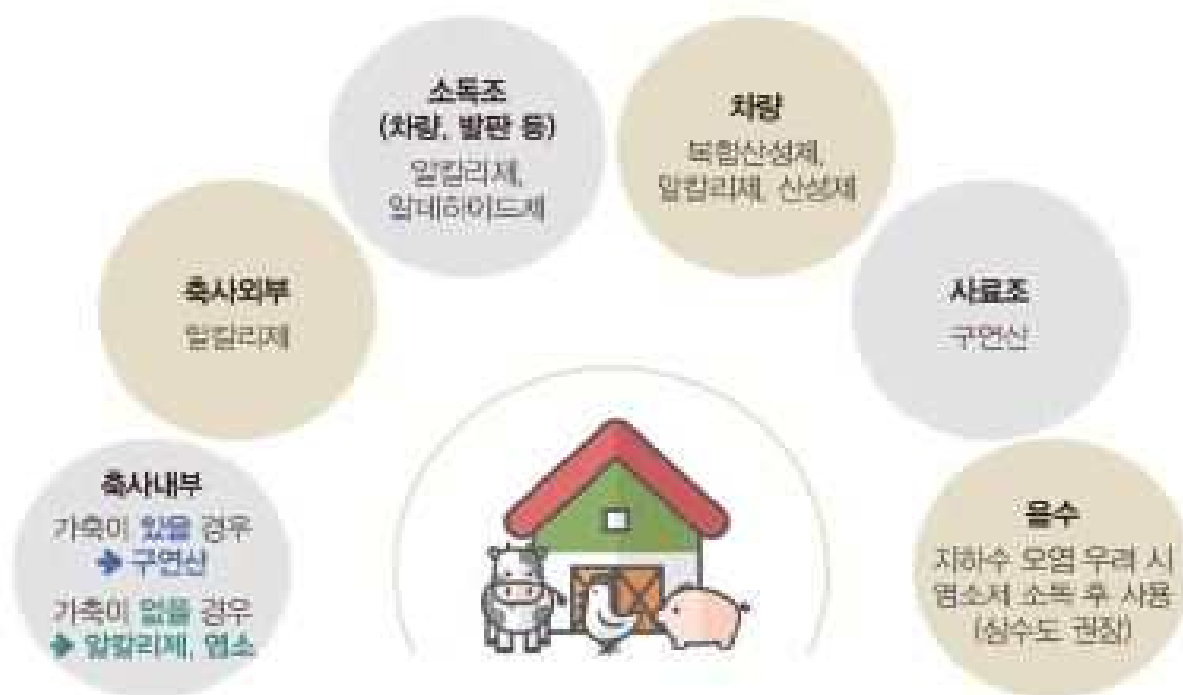 소독조
(차량, 발판 등)
알칼리제,
알데하이드제
차량
복합산성제,
알칼리제, 산성제
축사외부
알칼리제
사료조
구연산
축사내부
가축이 있을 경우
➔ 구연산
가축이 없을 경우
➔ 알칼리제, 염소
음수
지하수 오염 우려 시
염소제 소독 후 사용
(상수도 권장)